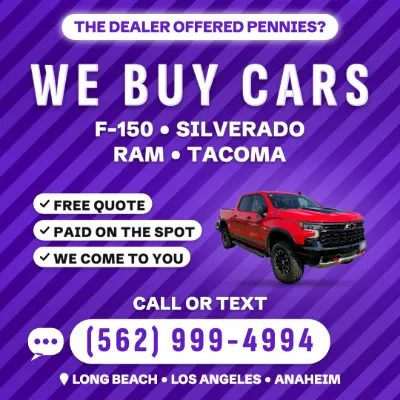 THE DEALER OFFERED PENNIES?
WE BUY CARS
F-150 • SILVERADO
RAM • TACOMA
FREE QUOTE
PAID ON THE SPOT
WE COME TO YOU
CALL OR TEXT
(562) 999-4994
LONG BEACH • LOS ANGELES • ANAHEIM